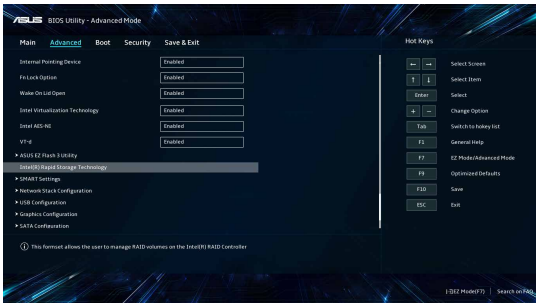 ASUS BIOS Utility - Advanced Mode
Main Advanced Boot Security Save & Exit
Hot Keys
Internal Pointing Device Enabled
Fn Lock Option Enabled
Wake On Lid Open Enabled
Intel Virtualization Technology Enabled
Intel AES-NI Enabled
VT-d Enabled
ASUS EZ Flash 3 Utility
Intel(R) Rapid Storage Technology
SMART Settings
Network Stack Configuration
USB Configuration
Graphics Configuration
SATA Configuration
← → Select Screen
↑ ↓ Select Item
Enter Select
+ − Change Option
Tab Switch to hokey list
F1 General Help
F7 EZ Mode/Advanced Mode
F9 Optimized Defaults
F10 Save
ESC Exit
This formset allows the user to manage RAID volumes on the Intel(R) RAID Controller
EZ Mode(F7) | Search on FAQ